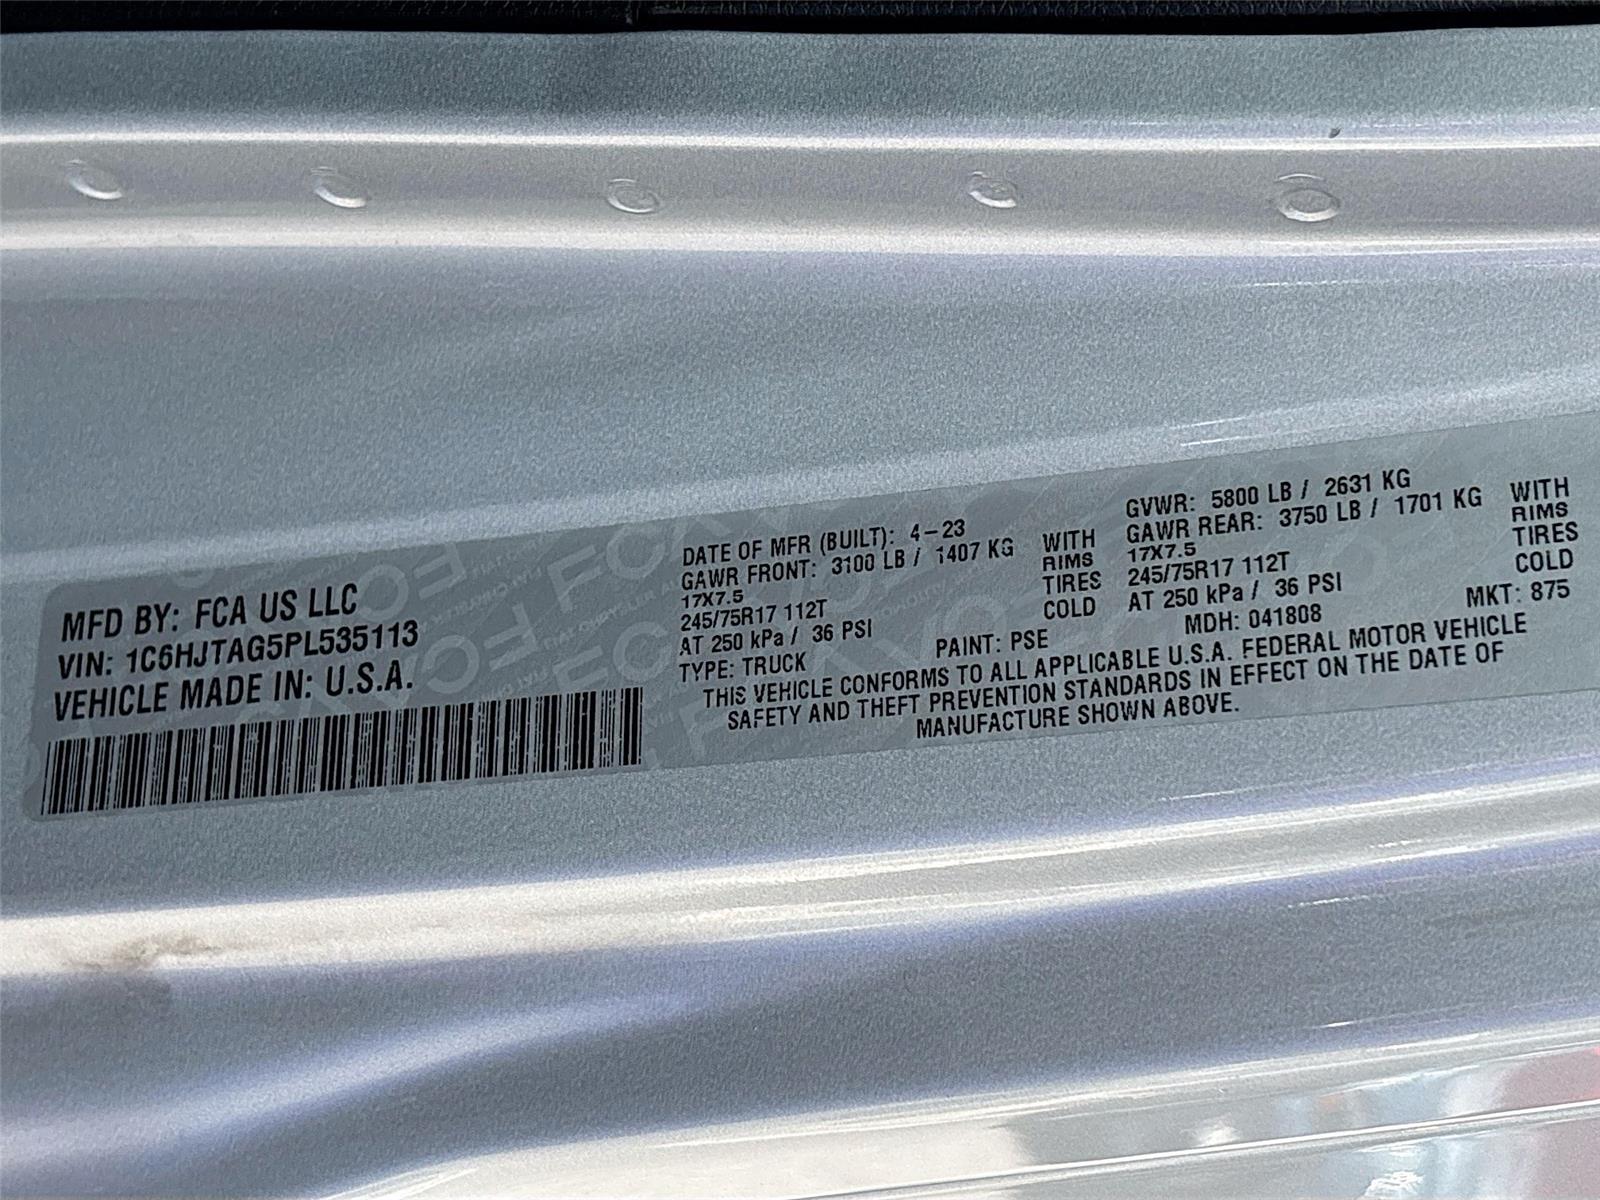 MFD BY: FCA US LLC
VIN: 1C6HJTAG5PL535113
VEHICLE MADE IN: U.S.A.
DATE OF MFR (BUILT): 4-23
GAWR FRONT: 3100 LB / 1407 KG WITH
17X7.5 RIMS
245/75R17 112T TIRES
AT 250 kPa / 36 PSI COLD
TYPE: TRUCK
GVWR: 5800 LB / 2631 KG
GAWR REAR: 3750 LB / 1701 KG WITH
17X7.5 RIMS
245/75R17 112T TIRES
AT 250 kPa / 36 PSI COLD
PAINT: PSE MDH: 041808 MKT: 875
THIS VEHICLE CONFORMS TO ALL APPLICABLE U.S.A. FEDERAL MOTOR VEHICLE
SAFETY AND THEFT PREVENTION STANDARDS IN EFFECT ON THE DATE OF
MANUFACTURE SHOWN ABOVE.